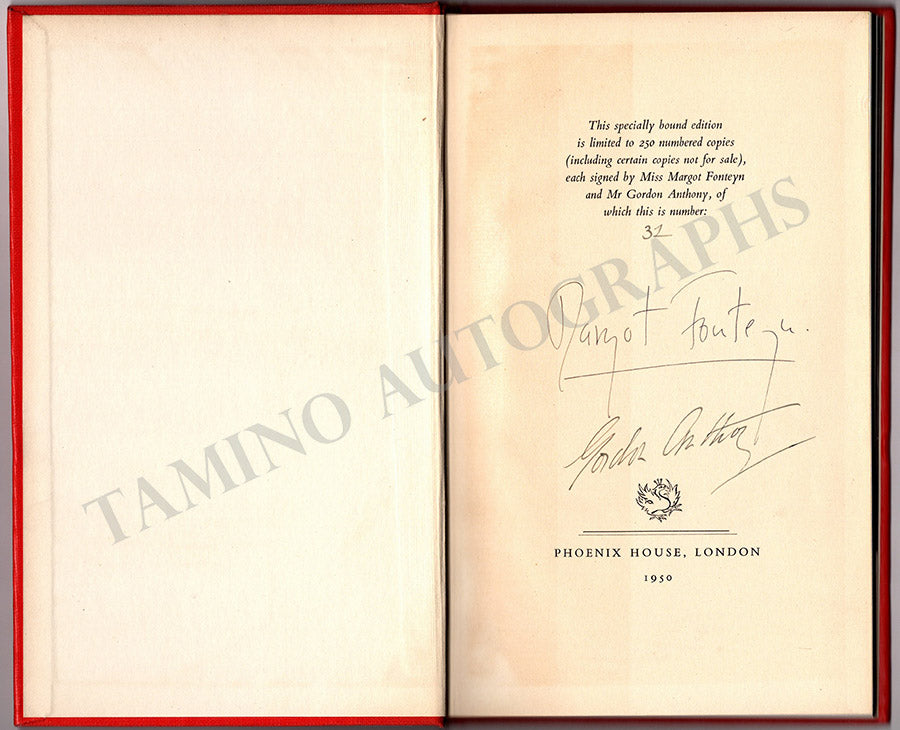 This specially bound edition
is limited to 250 numbered copies
(including certain copies not for sale),
each signed by Miss Margot Fonteyn
and Mr Gordon Anthony, of
which this is number:
32
Margot Fonteyn.
Gordon Anthony
PHOENIX HOUSE, LONDON
1950
TAMINO AUTOGRAPHS